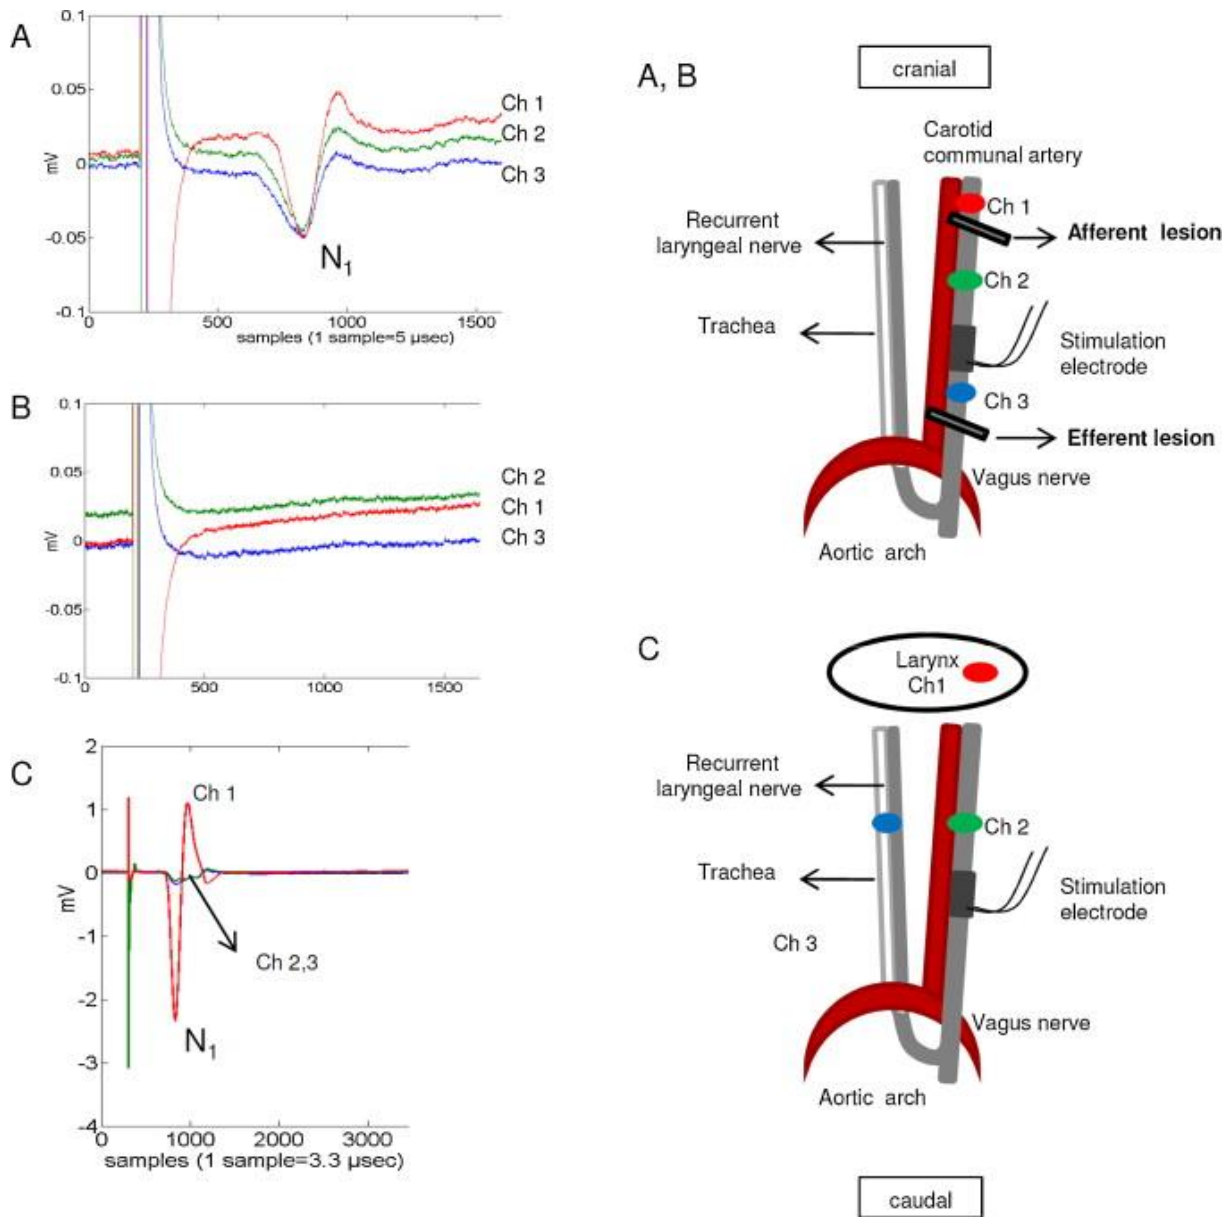 A
0.1
0.05
0
-0.05
-0.1
mV
Ch 1
Ch 2
Ch 3
N1
0 500 1000 1500
samples (1 sample=5 µsec)
B
0.1
0.05
0
-0.05
-0.1
mV
Ch 2
Ch 1
Ch 3
0 500 1000 1500
C
2
1
0
-1
-2
-3
-4
mV
Ch 1
Ch 2,3
N1
0 1000 2000 3000
samples (1 sample=3.3 µsec)
A, B
cranial
Carotid
communal artery
Ch 1
Recurrent
laryngeal nerve
Afferent lesion
Ch 2
Trachea
Stimulation
electrode
Ch 3
Efferent lesion
Vagus nerve
Aortic arch
C
Larynx
Ch1
Recurrent
laryngeal nerve
Ch 2
Trachea
Stimulation
electrode
Ch 3
Vagus nerve
Aortic arch
caudal